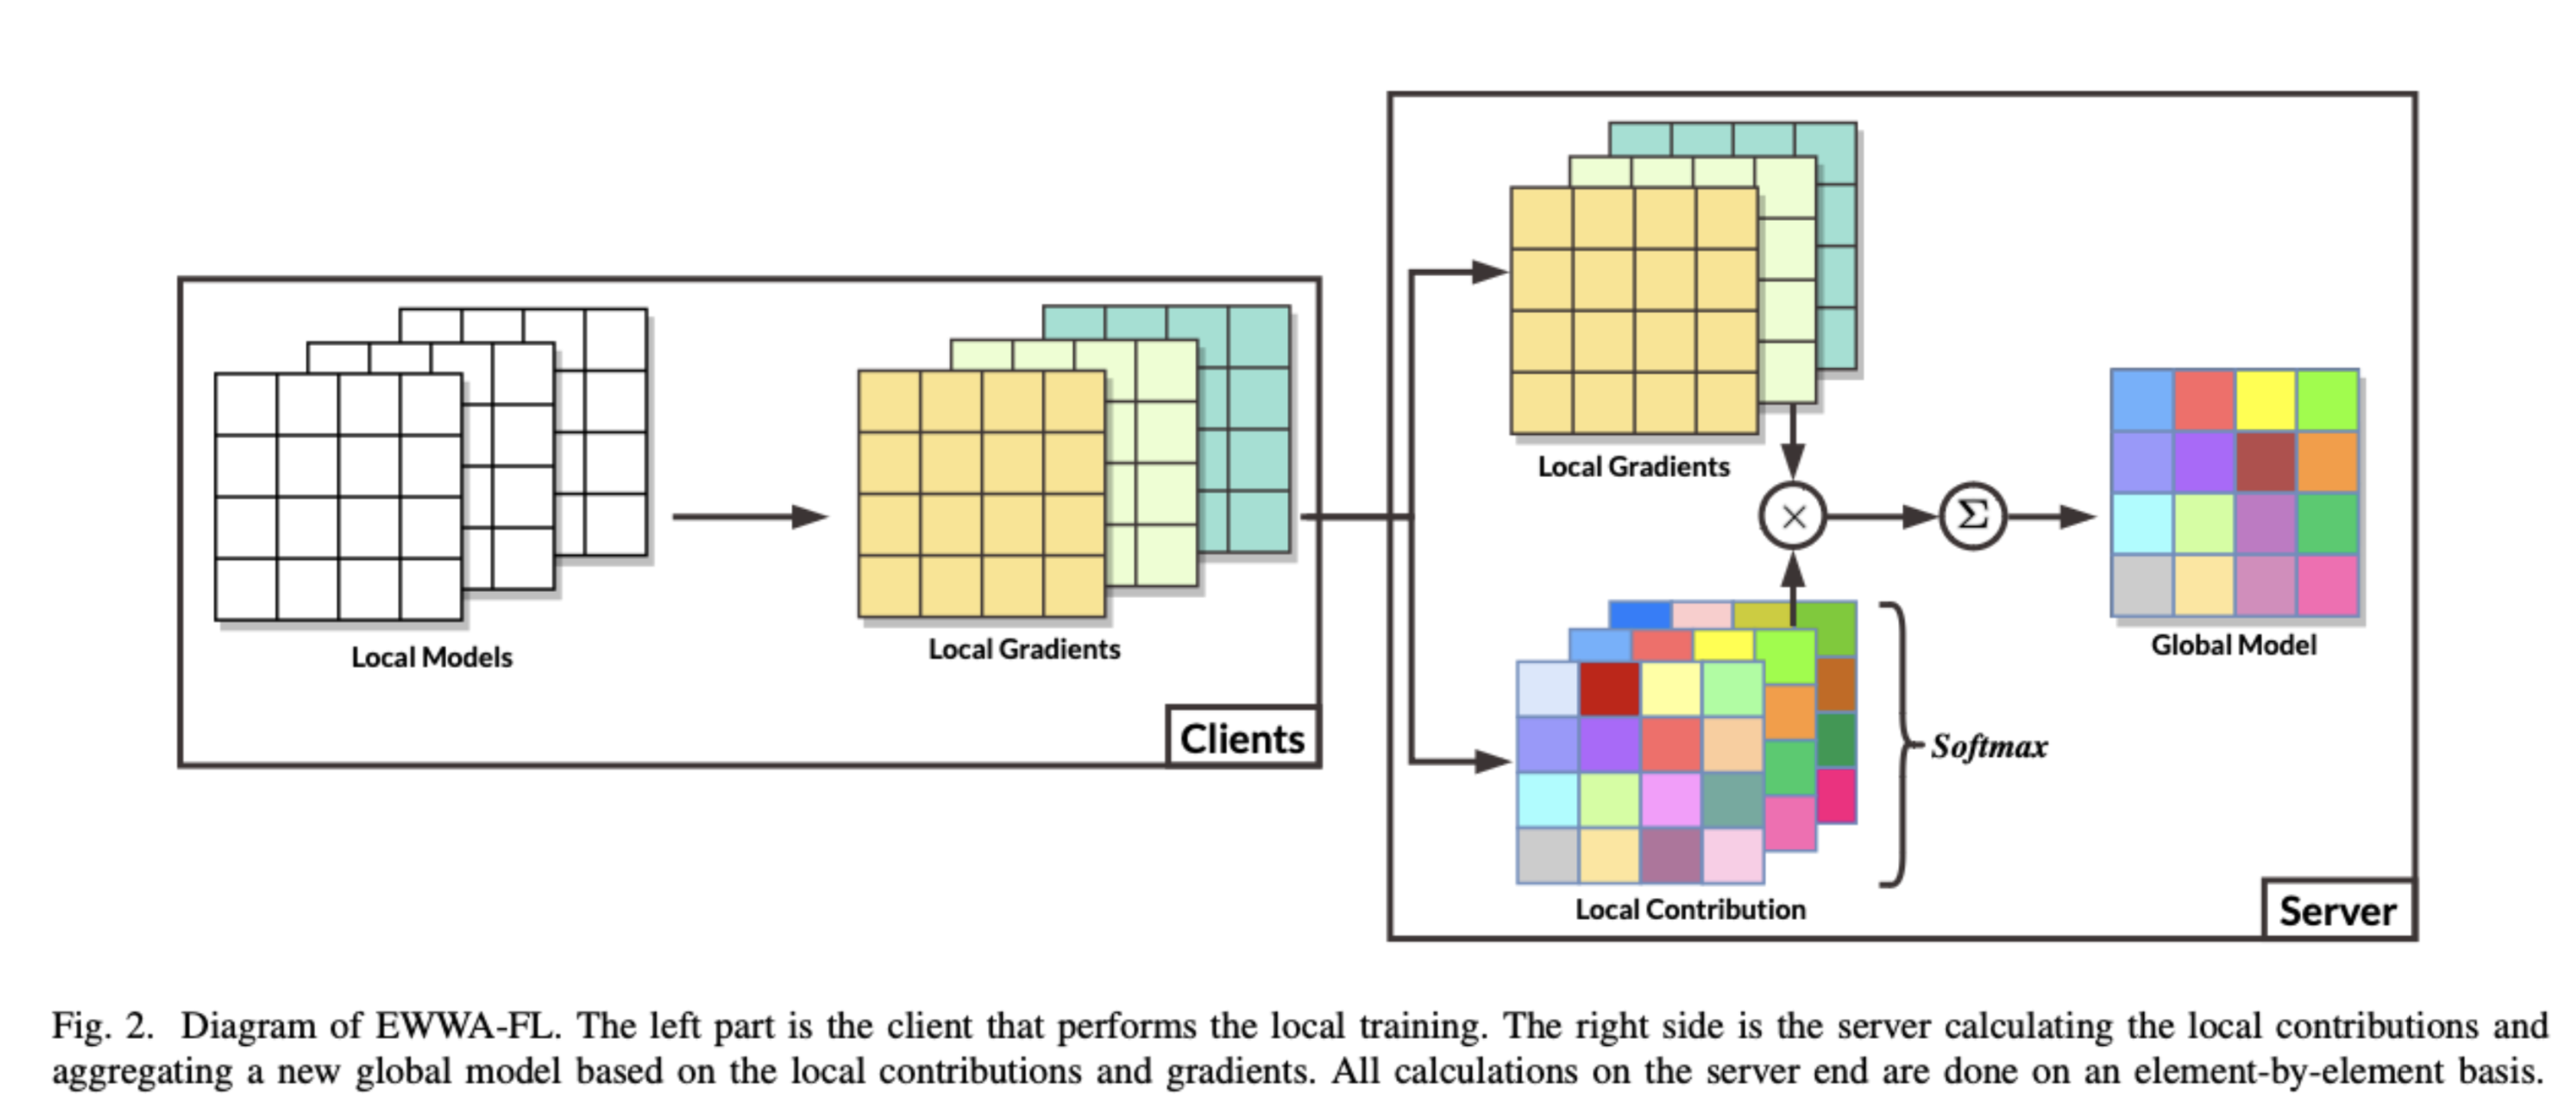 Local Models
Local Gradients
Clients
Local Gradients
×
Σ
Global Model
Softmax
Local Contribution
Server
Fig. 2. Diagram of EWWA-FL. The left part is the client that performs the local training. The right side is the server calculating the local contributions and
aggregating a new global model based on the local contributions and gradients. All calculations on the server end are done on an element-by-element basis.